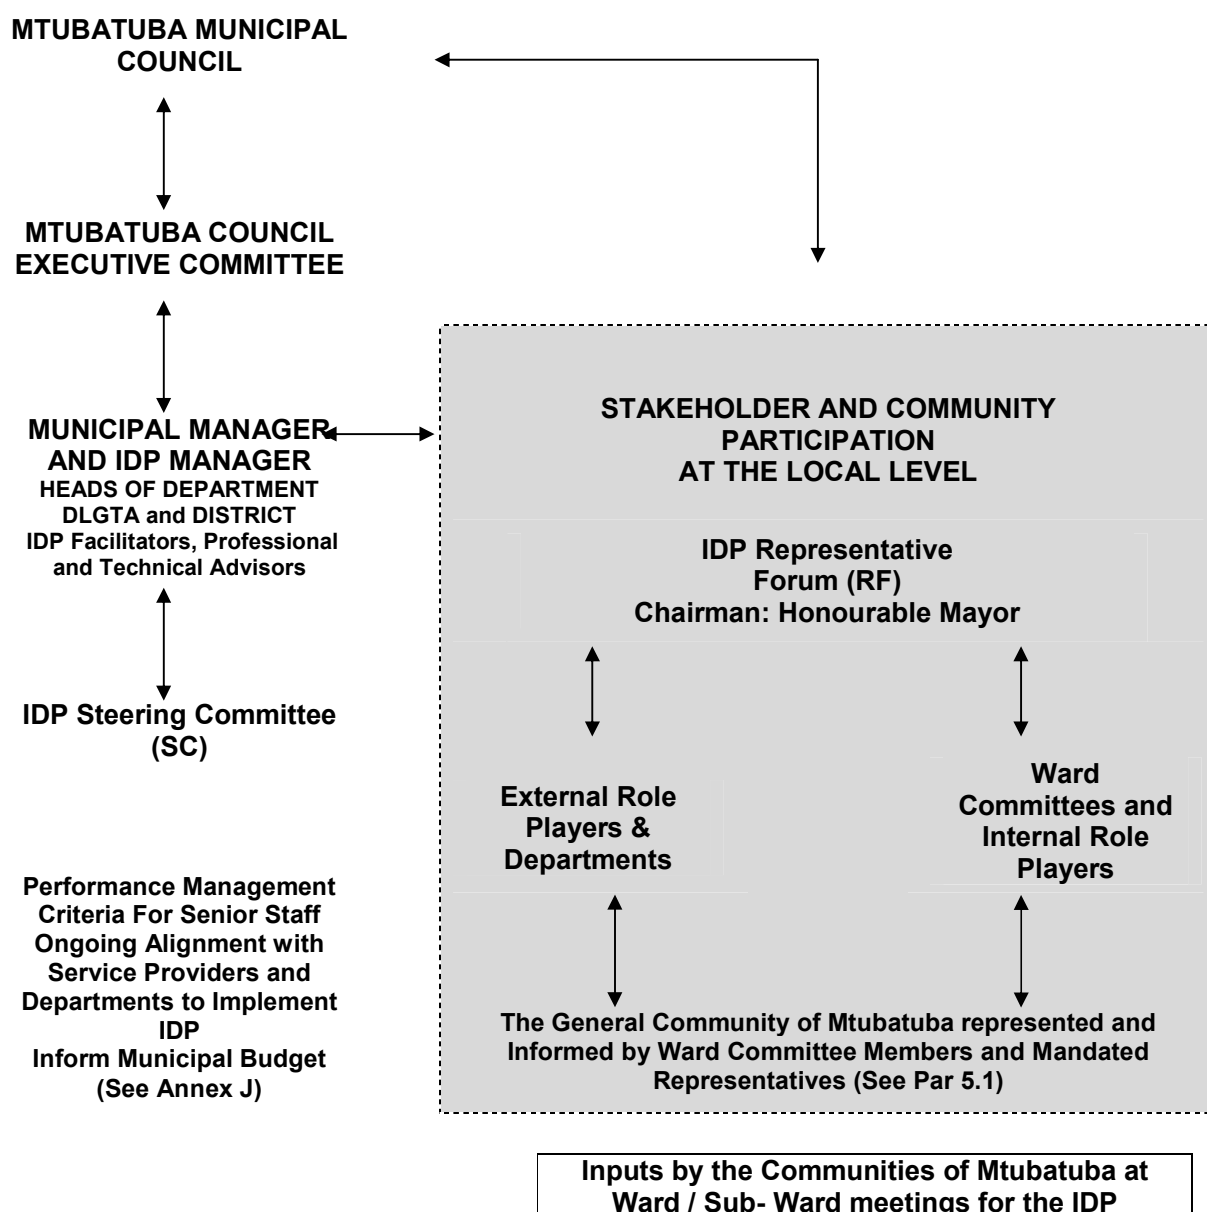 MTUBATUBA MUNICIPAL
COUNCIL
MTUBATUBA COUNCIL
EXECUTIVE COMMITTEE
MUNICIPAL MANAGER
AND IDP MANAGER
HEADS OF DEPARTMENT
DLGTA and DISTRICT
IDP Facilitators, Professional
and Technical Advisors
IDP Steering Committee
(SC)
Performance Management
Criteria For Senior Staff
Ongoing Alignment with
Service Providers and
Departments to Implement
IDP
Inform Municipal Budget
(See Annex J)
STAKEHOLDER AND COMMUNITY
PARTICIPATION
AT THE LOCAL LEVEL
IDP Representative
Forum (RF)
Chairman: Honourable Mayor
External Role
Players &
Departments
Ward
Committees and
Internal Role
Players
The General Community of Mtubatuba represented and
Informed by Ward Committee Members and Mandated
Representatives (See Par 5.1)
Inputs by the Communities of Mtubatuba at
Ward / Sub- Ward meetings for the IDP